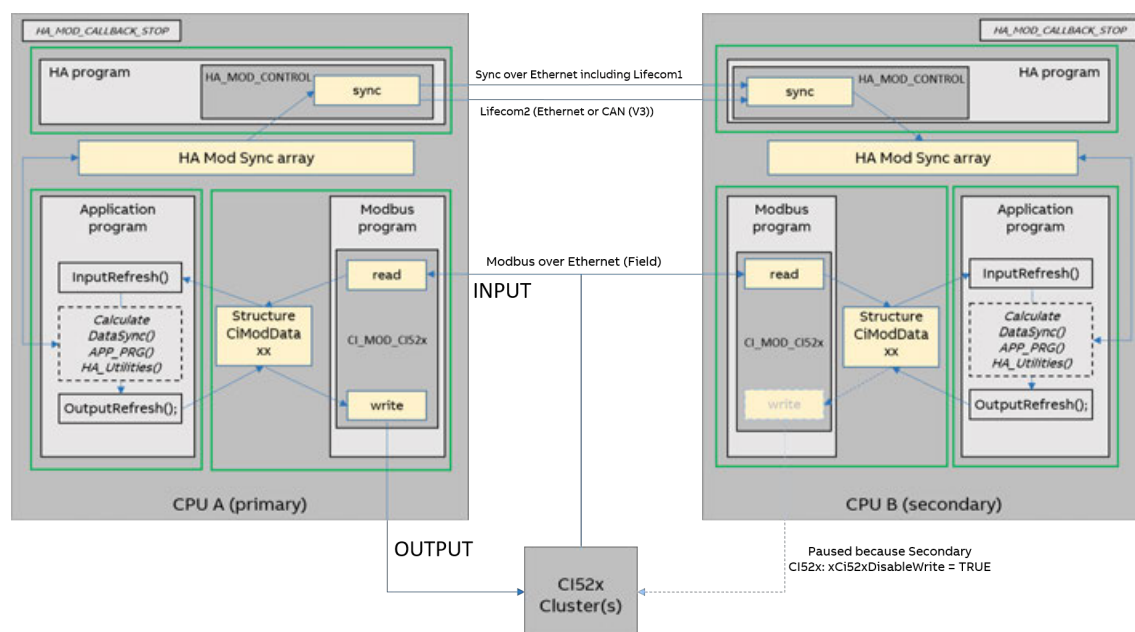 HA_MOD_CALLBACK_STOP
HA program
HA_MOD_CONTROL
sync
HA Mod Sync array
Application
program
InputRefresh()
Calculate
DataSync()
APP_PRG()
HA_Utilities()
OutputRefresh();
Structure
CiModData
xx
Modbus
program
read
CI_MOD_CI52x
write
CPU A (primary)
Sync over Ethernet including Lifecom1
Lifecom2 (Ethernet or CAN (V3))
Modbus over Ethernet (Field)
INPUT
OUTPUT
CI52x
Cluster(s)
HA_MOD_CALLBACK_STOP
HA program
HA_MOD_CONTROL
sync
HA Mod Sync array
Modbus
program
read
CI_MOD_CI52x
write
Structure
CiModData
xx
Application
program
InputRefresh()
Calculate
DataSync()
APP_PRG()
HA_Utilities()
OutputRefresh();
CPU B (secondary)
Paused because Secondary
CI52x: xCi52xDisableWrite = TRUE